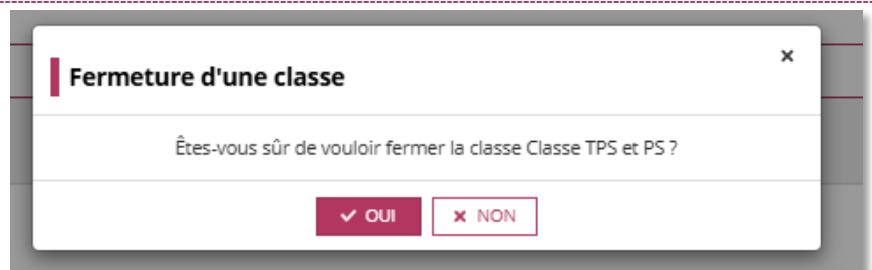 Fermeture d'une classe
Êtes-vous sûr de vouloir fermer la classe Classe TPS et PS ?
OUI
NON